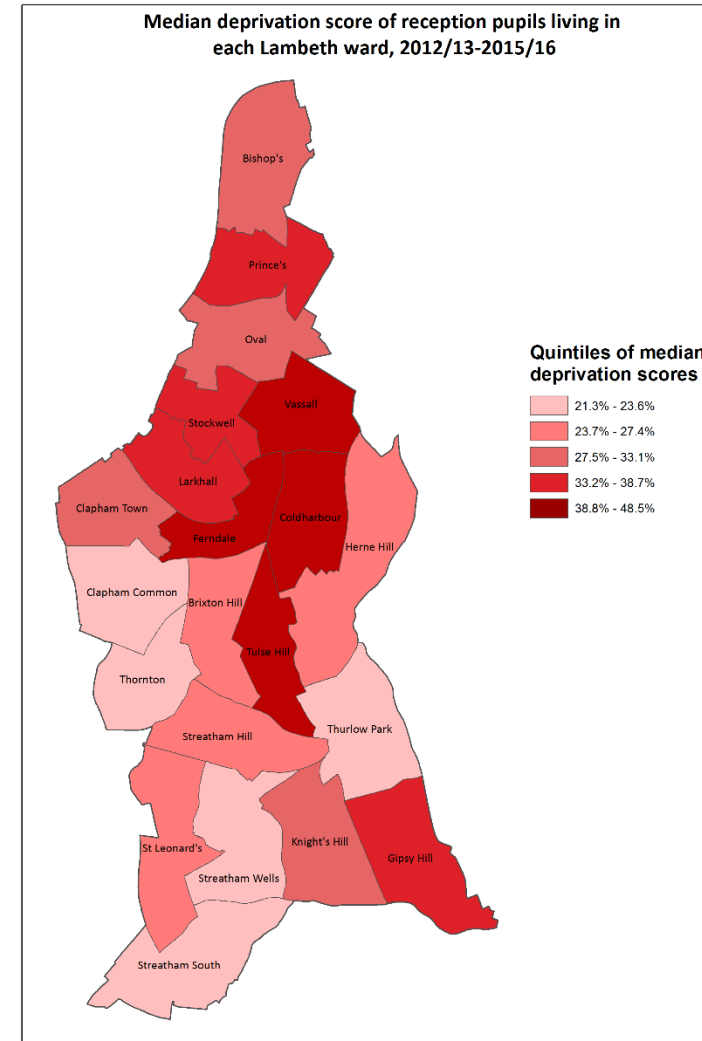 Median deprivation score of reception pupils living in
each Lambeth ward, 2012/13-2015/16
Bishop's
Prince's
Oval
Quintiles of median
deprivation scores
21.3% - 23.6%
23.7% - 27.4%
27.5% - 33.1%
33.2% - 38.7%
38.8% - 48.5%
Vassall
Stockwell
Larkhall
Clapham Town
Coldharbour
Ferndale
Herne Hill
Clapham Common
Brixton Hill
Tulse Hill
Thornton
Thurlow Park
Streatham Hill
Knight's Hill
St Leonard's
Gipsy Hill
Streatham Wells
Streatham South